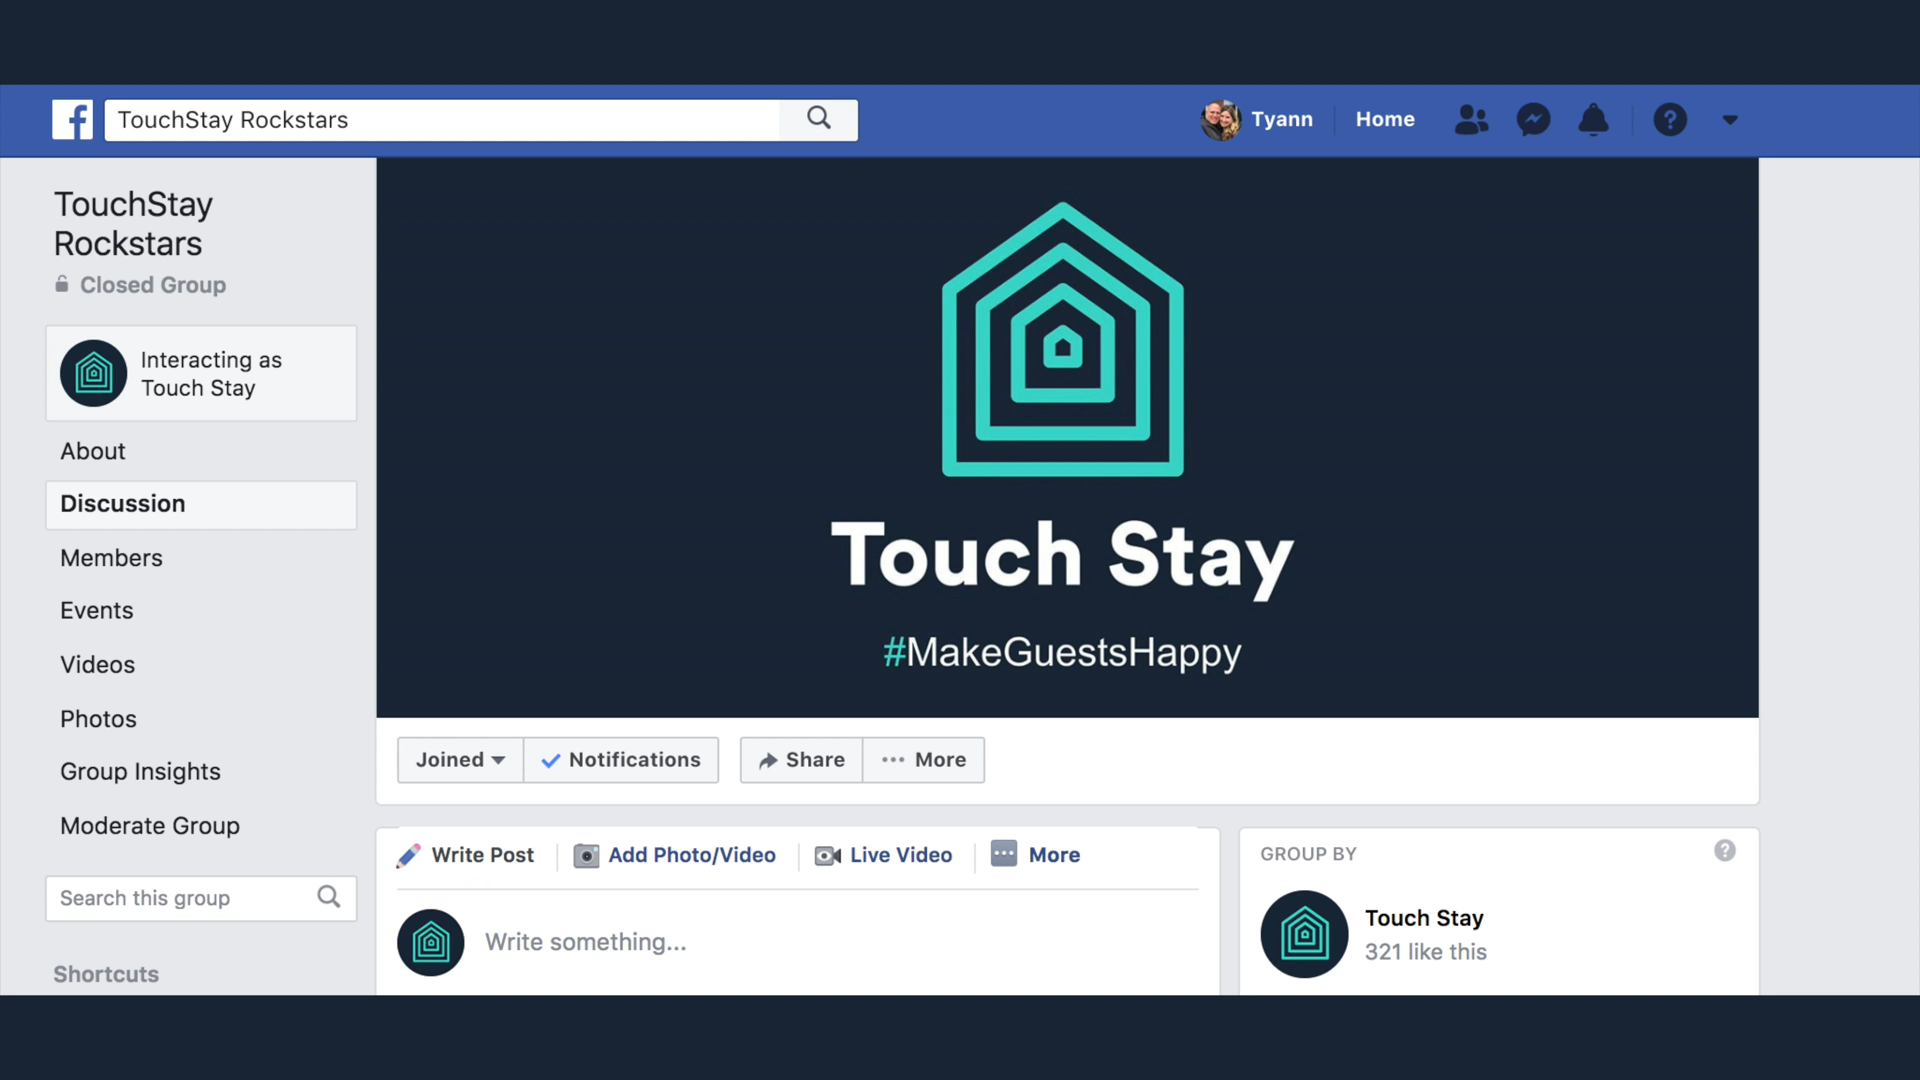 TouchStay Rockstars
Tyann
Home
TouchStay
Rockstars
Closed Group
Interacting as
Touch Stay
About
Discussion
Members
Events
Videos
Photos
Group Insights
Moderate Group
Search this group
Shortcuts
Touch Stay
#MakeGuestsHappy
Joined
Notifications
Share
More
Write Post
Add Photo/Video
Live Video
More
Write something...
GROUP BY
Touch Stay
321 like this